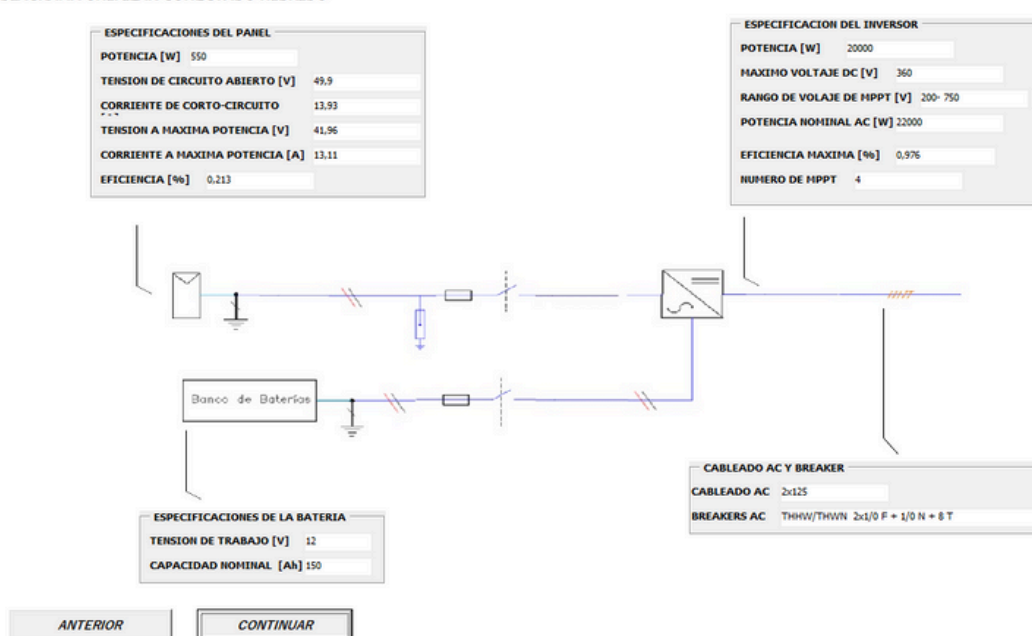 ESPECIFICACIONES DEL PANEL
POTENCIA [W] 550
TENSION DE CIRCUITO ABIERTO [V] 49,9
CORRIENTE DE CORTO-CIRCUITO 13,93
TENSION A MAXIMA POTENCIA [V] 41,96
CORRIENTE A MAXIMA POTENCIA [A] 13,11
EFICIENCIA [%] 0,213
ESPECIFICACION DEL INVERSOR
POTENCIA [W] 20000
MAXIMO VOLTAJE DC [V] 360
RANGO DE VOLAJE DE MPPT [V] 200- 750
POTENCIA NOMINAL AC [W] 22000
EFICIENCIA MAXIMA [%] 0,976
NUMERO DE MPPT 4
Banco de Baterias
ESPECIFICACIONES DE LA BATERIA
TENSION DE TRABAJO [V] 12
CAPACIDAD NOMINAL [Ah] 150
CABLEADO AC Y BREAKER
CABLEADO AC 2x125
BREAKERS AC THHW/THWN 2x1/0 F + 1/0 N + 8 T
ANTERIOR
CONTINUAR